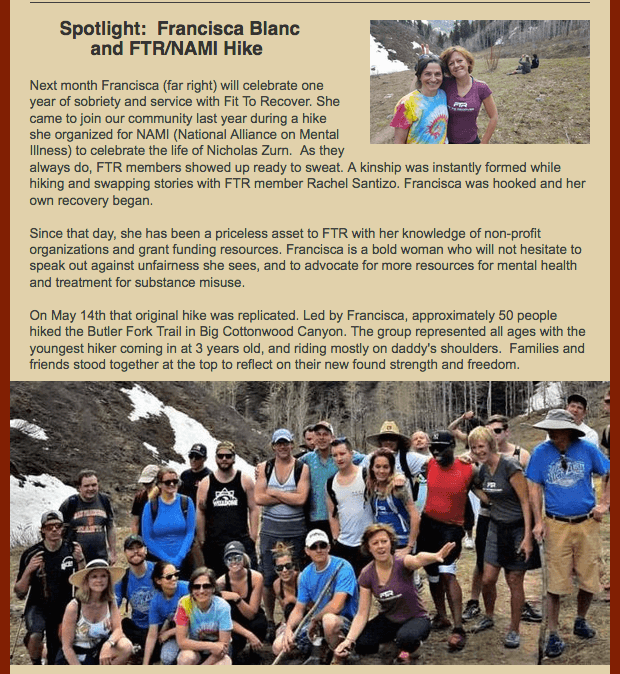 Spotlight:  Francisca Blanc
and FTR/NAMI Hike
Next month Francisca (far right) will celebrate one
year of sobriety and service with Fit To Recover. She
came to join our community last year during a hike
she organized for NAMI (National Alliance on Mental
Illness) to celebrate the life of Nicholas Zurn.  As they
always do, FTR members showed up ready to sweat. A kinship was instantly formed while
hiking and swapping stories with FTR member Rachel Santizo. Francisca was hooked and her
own recovery began.
Since that day, she has been a priceless asset to FTR with her knowledge of non-profit
organizations and grant funding resources. Francisca is a bold woman who will not hesitate to
speak out against unfairness she sees, and to advocate for more resources for mental health
and treatment for substance misuse.
On May 14th that original hike was replicated. Led by Francisca, approximately 50 people
hiked the Butler Fork Trail in Big Cottonwood Canyon. The group represented all ages with the
youngest hiker coming in at 3 years old, and riding mostly on daddy's shoulders.  Families and
friends stood together at the top to reflect on their new found strength and freedom.